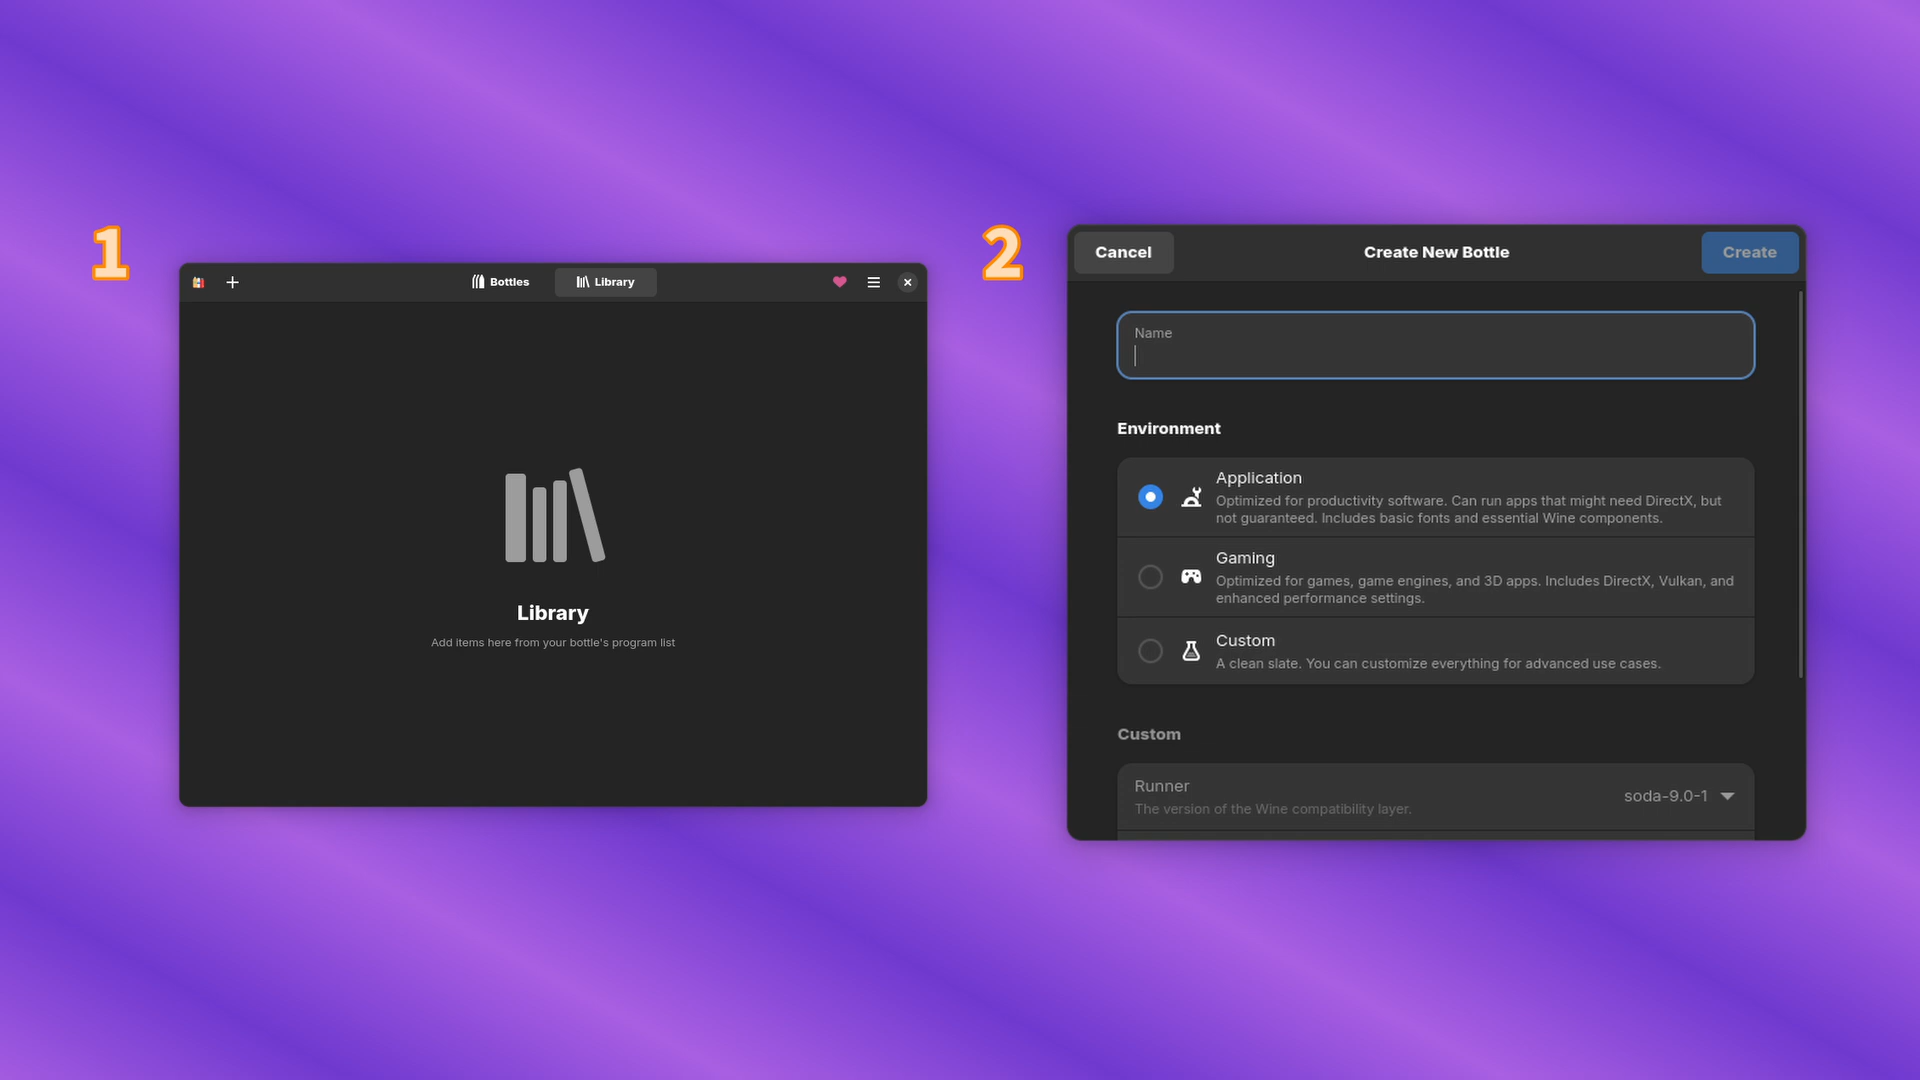 1
Bottles
Library
Library
Add items here from your bottle's program list
2
Cancel
Create New Bottle
Create
Name
Environment
Application
Optimized for productivity software. Can run apps that might need DirectX, but
not guaranteed. Includes basic fonts and essential Wine components.
Gaming
Optimized for games, game engines, and 3D apps. Includes DirectX, Vulkan, and
enhanced performance settings.
Custom
A clean slate. You can customize everything for advanced use cases.
Custom
Runner
The version of the Wine compatibility layer.
soda-9.0-1